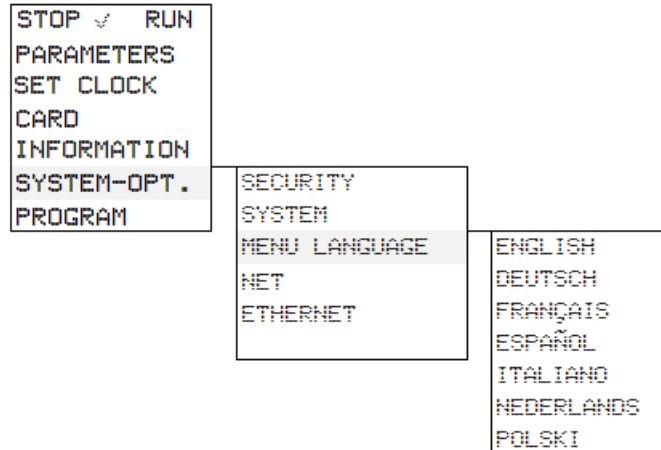 STOP √ RUN
PARAMETERS
SET CLOCK
CARD
INFORMATION
SYSTEM-OPT.
PROGRAM
SECURITY
SYSTEM
MENU LANGUAGE
NET
ETHERNET
ENGLISH
DEUTSCH
FRANÇAIS
ESPAÑOL
ITALIANO
NEDERLANDS
POLSKI